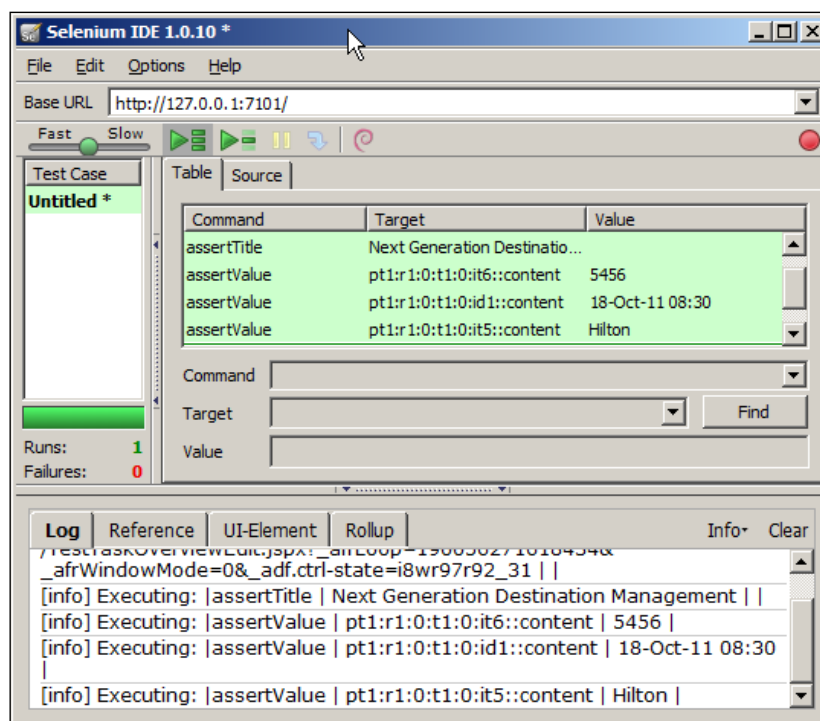 Selenium IDE 1.0.10 *
File Edit Options Help
Base URL http://127.0.0.1:7101/
Fast Slow
Test Case
Untitled *
Table Source
Command Target Value
assertTitle Next Generation Destinatio...
assertValue pt1:r1:0:t1:0:it6::content 5456
assertValue pt1:r1:0:t1:0:id1::content 18-Oct-11 08:30
assertValue pt1:r1:0:t1:0:it5::content Hilton
Command
Target Find
Value
Runs: 1
Failures: 0
Log Reference UI-Element Rollup Info Clear
_afrWindowMode=0&_adf.ctrl-state=i8wr97r92_31 | |
[info] Executing: |assertTitle | Next Generation Destination Management | |
[info] Executing: |assertValue | pt1:r1:0:t1:0:it6::content | 5456 |
[info] Executing: |assertValue | pt1:r1:0:t1:0:id1::content | 18-Oct-11 08:30
|
[info] Executing: |assertValue | pt1:r1:0:t1:0:it5::content | Hilton |